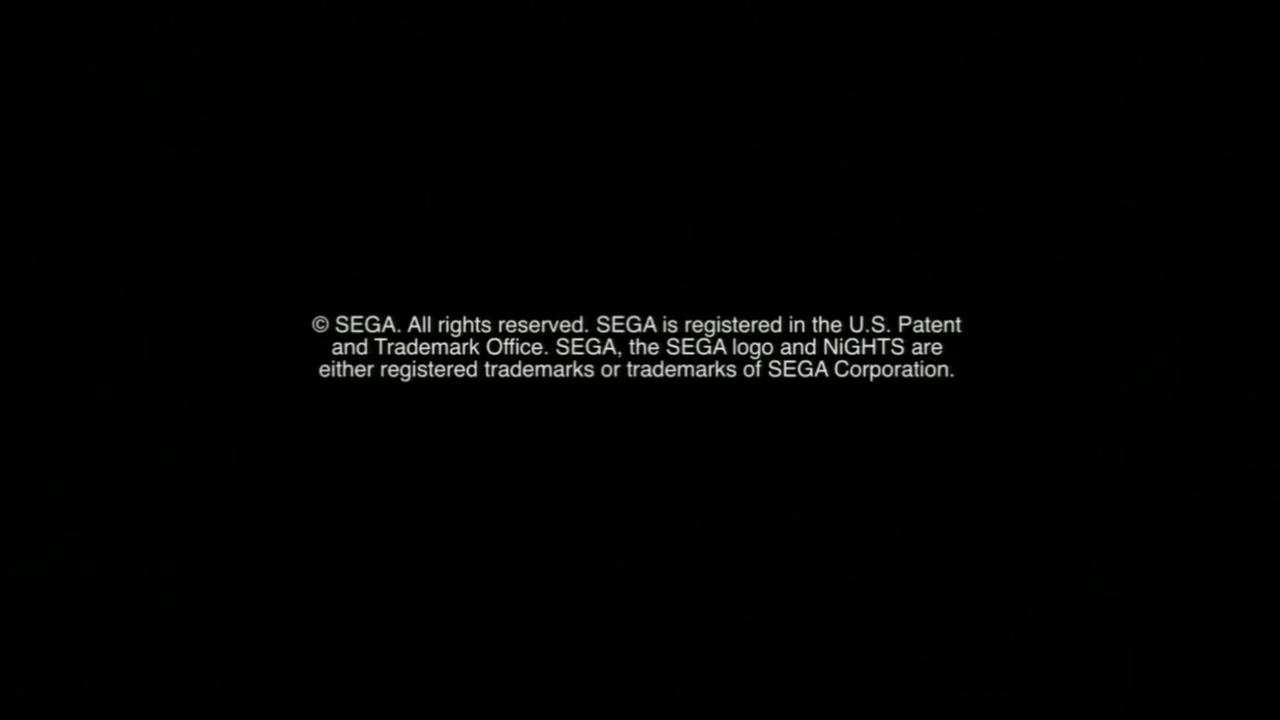 © SEGA. All rights reserved. SEGA is registered in the U.S. Patent
and Trademark Office. SEGA, the SEGA logo and NiGHTS are
either registered trademarks or trademarks of SEGA Corporation.